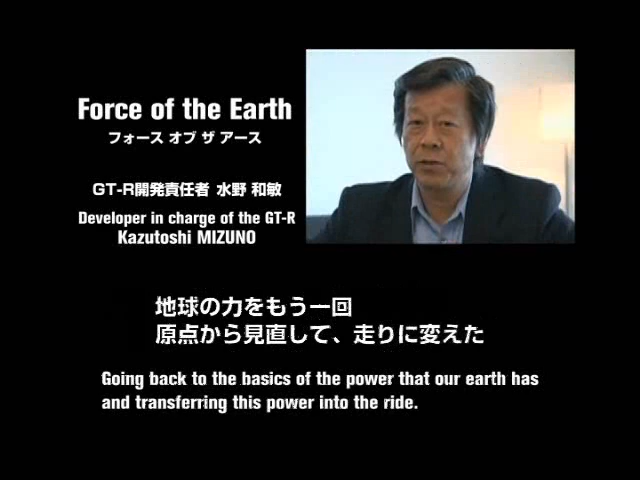 Force of the Earth
フォース オブ ザ アース
GT-R開発責任者 水野 和敏
Developer in charge of the GT-R
Kazutoshi MIZUNO
地球の力をもう一回
原点から見直して、走りに変えた
Going back to the basics of the power that our earth has
and transferring this power into the ride.